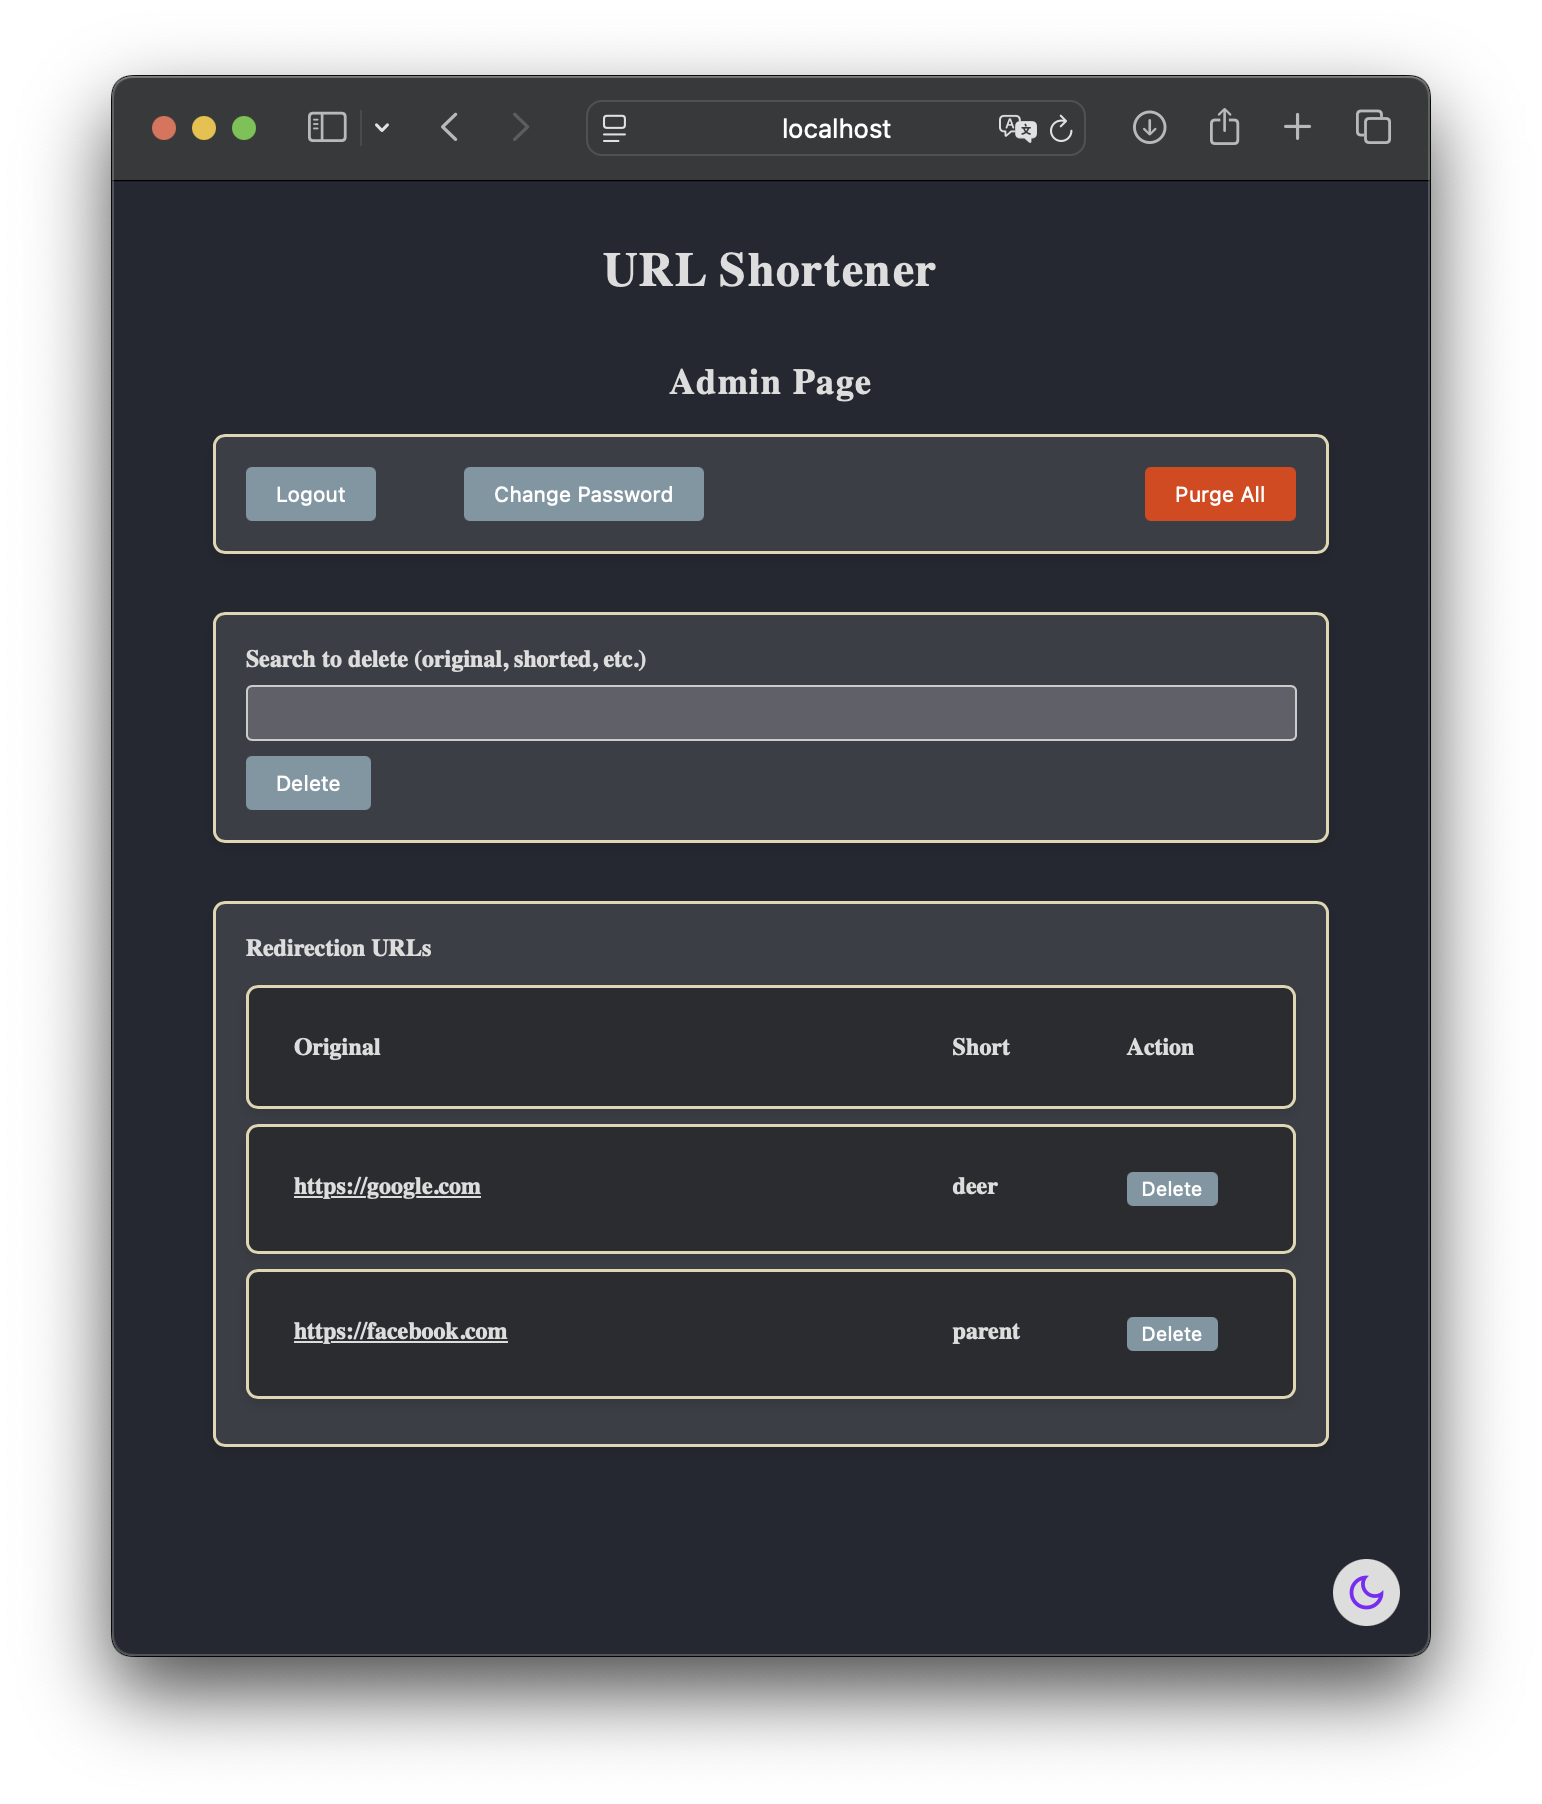 localhost
URL Shortener
Admin Page
Logout Change Password Purge All
Search to delete (original, shorted, etc.)
Delete
Redirection URLs
Original Short Action
https://google.com deer Delete
https://facebook.com parent Delete